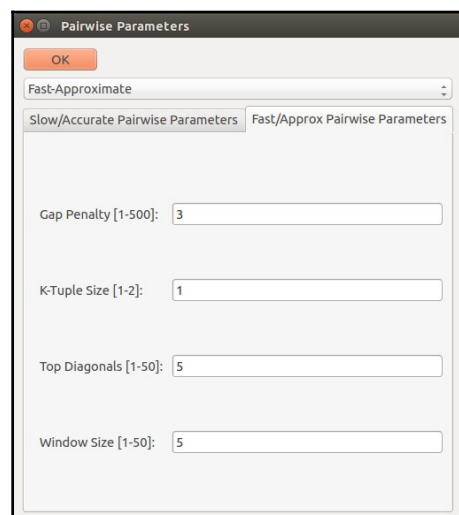 Pairwise Parameters
OK
Fast-Approximate
Slow/Accurate Pairwise Parameters Fast/Approx Pairwise Parameters
Gap Penalty [1-500]: 3
K-Tuple Size [1-2]: 1
Top Diagonals [1-50]: 5
Window Size [1-50]: 5